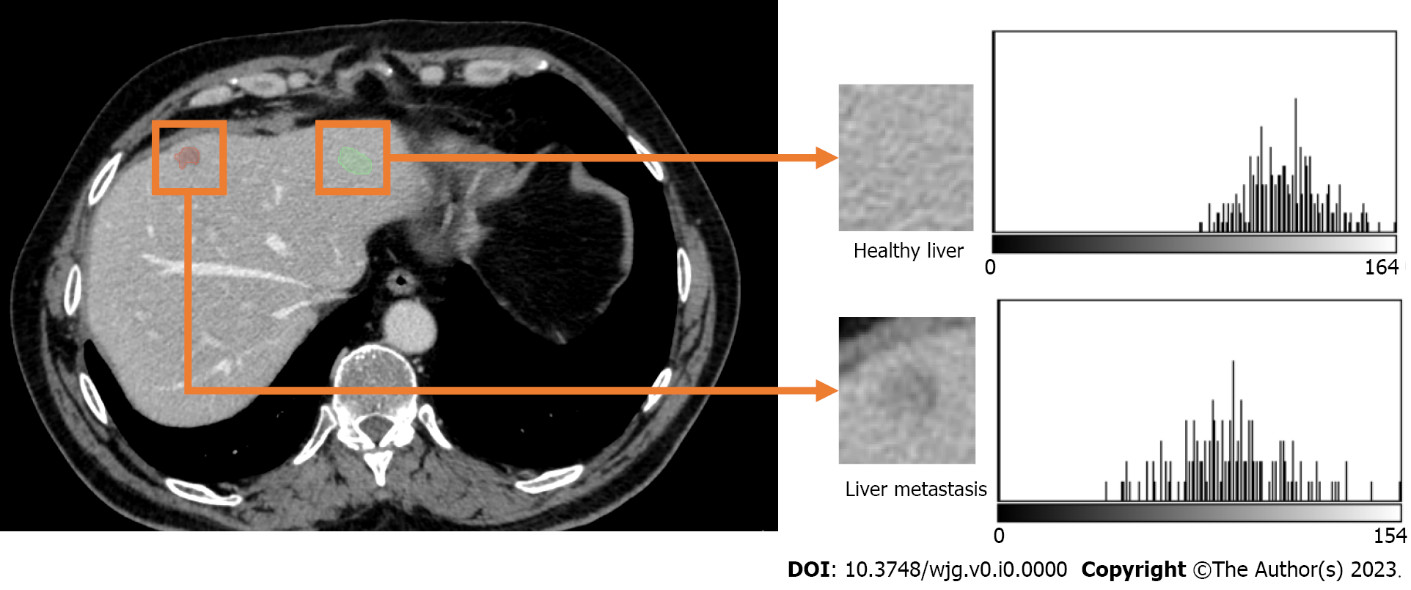 Healthy liver
0
164
Liver metastasis
0
154
DOI: 10.3748/wjg.v0.i0.0000 Copyright ©The Author(s) 2023.